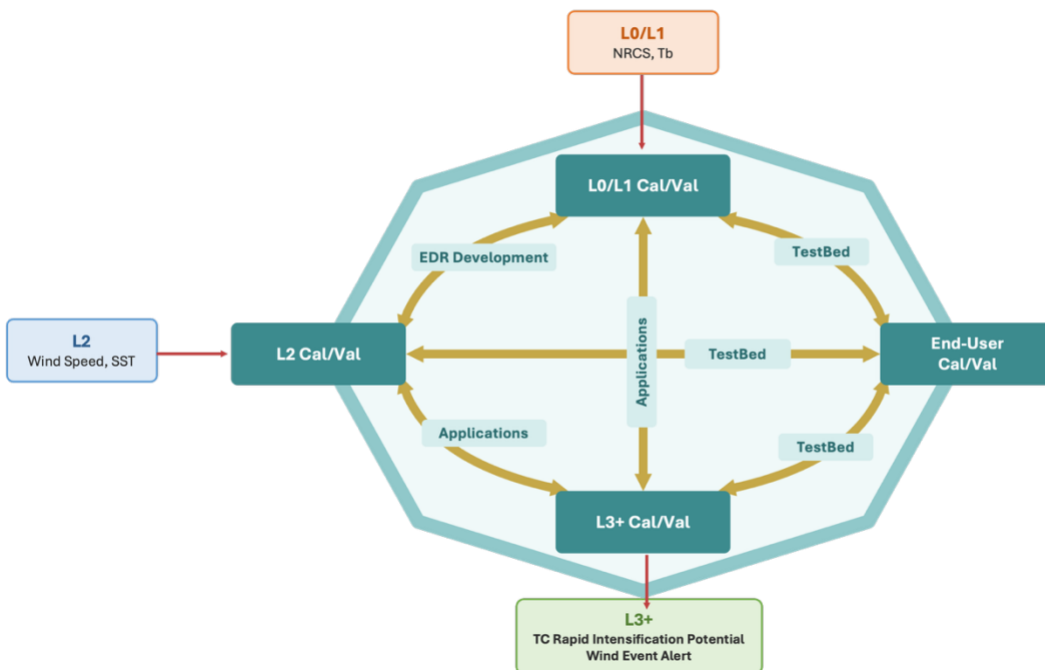 L0/L1
NRCS, Tb
L0/L1 Cal/Val
EDR Development
TestBed
L2
Wind Speed, SST
L2 Cal/Val
Applications
TestBed
End-User
Cal/Val
Applications
TestBed
L3+ Cal/Val
L3+
TC Rapid Intensification Potential
Wind Event Alert